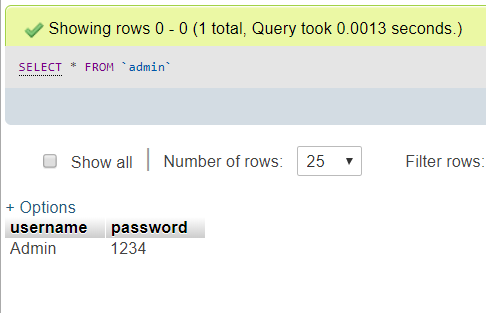 Showing rows 0 - 0 (1 total, Query took 0.0013 seconds.)
SELECT * FROM `admin`
Show all | Number of rows: 25 Filter rows:
+ Options
username password
Admin 1234